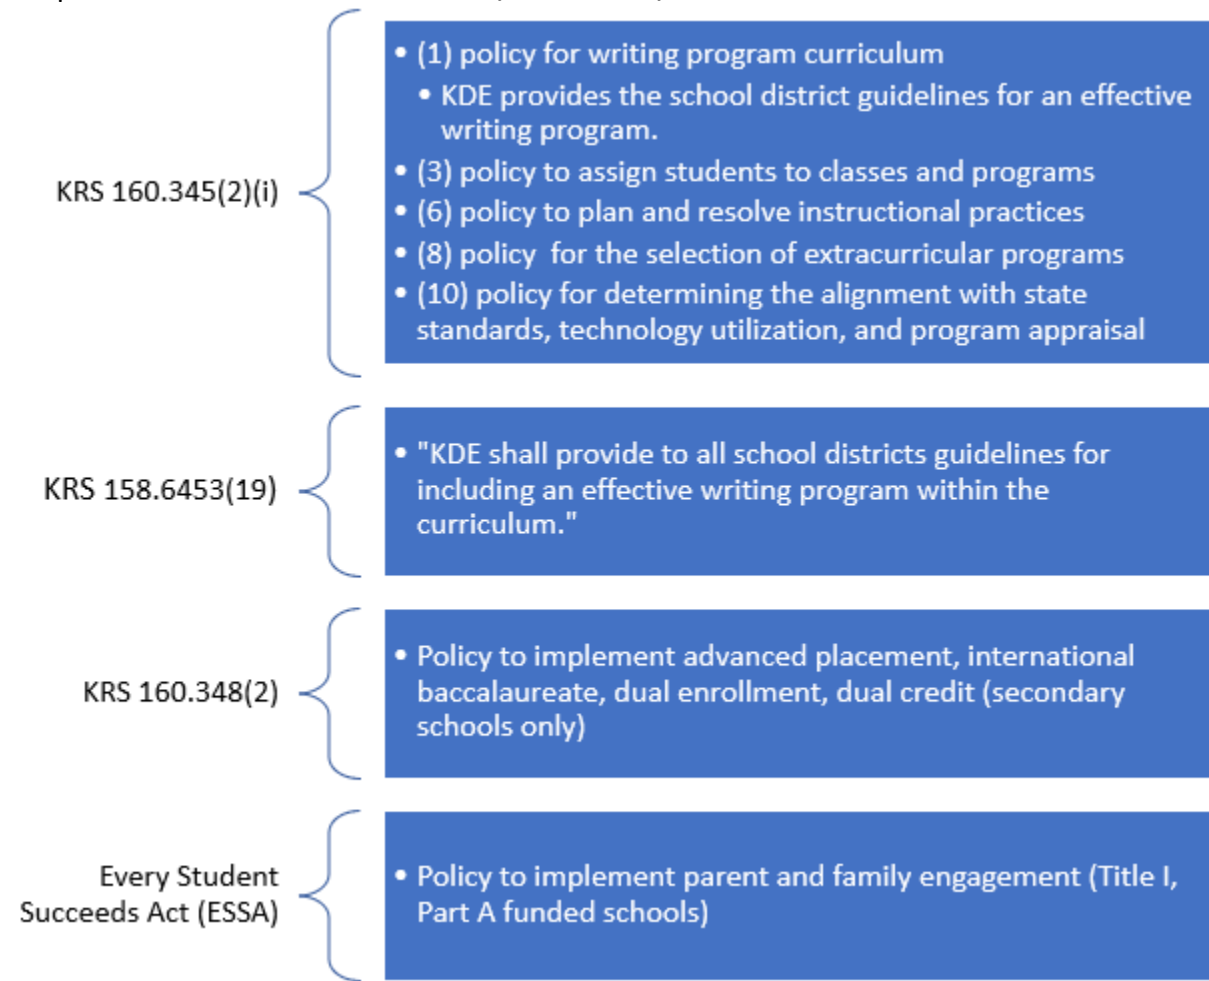 KRS 160.345(2)(i)
• (1) policy for writing program curriculum
• KDE provides the school district guidelines for an effective
writing program.
• (3) policy to assign students to classes and programs
• (6) policy to plan and resolve instructional practices
• (8) policy  for the selection of extracurricular programs
• (10) policy for determining the alignment with state
standards, technology utilization, and program appraisal
KRS 158.6453(19)
• "KDE shall provide to all school districts guidelines for
including an effective writing program within the
curriculum."
KRS 160.348(2)
• Policy to implement advanced placement, international
baccalaureate, dual enrollment, dual credit (secondary
schools only)
Every Student
Succeeds Act (ESSA)
• Policy to implement parent and family engagement (Title I,
Part A funded schools)